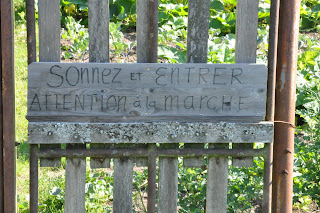 SONNEZ ET ENTRER
ATTENTION à la MARCHE